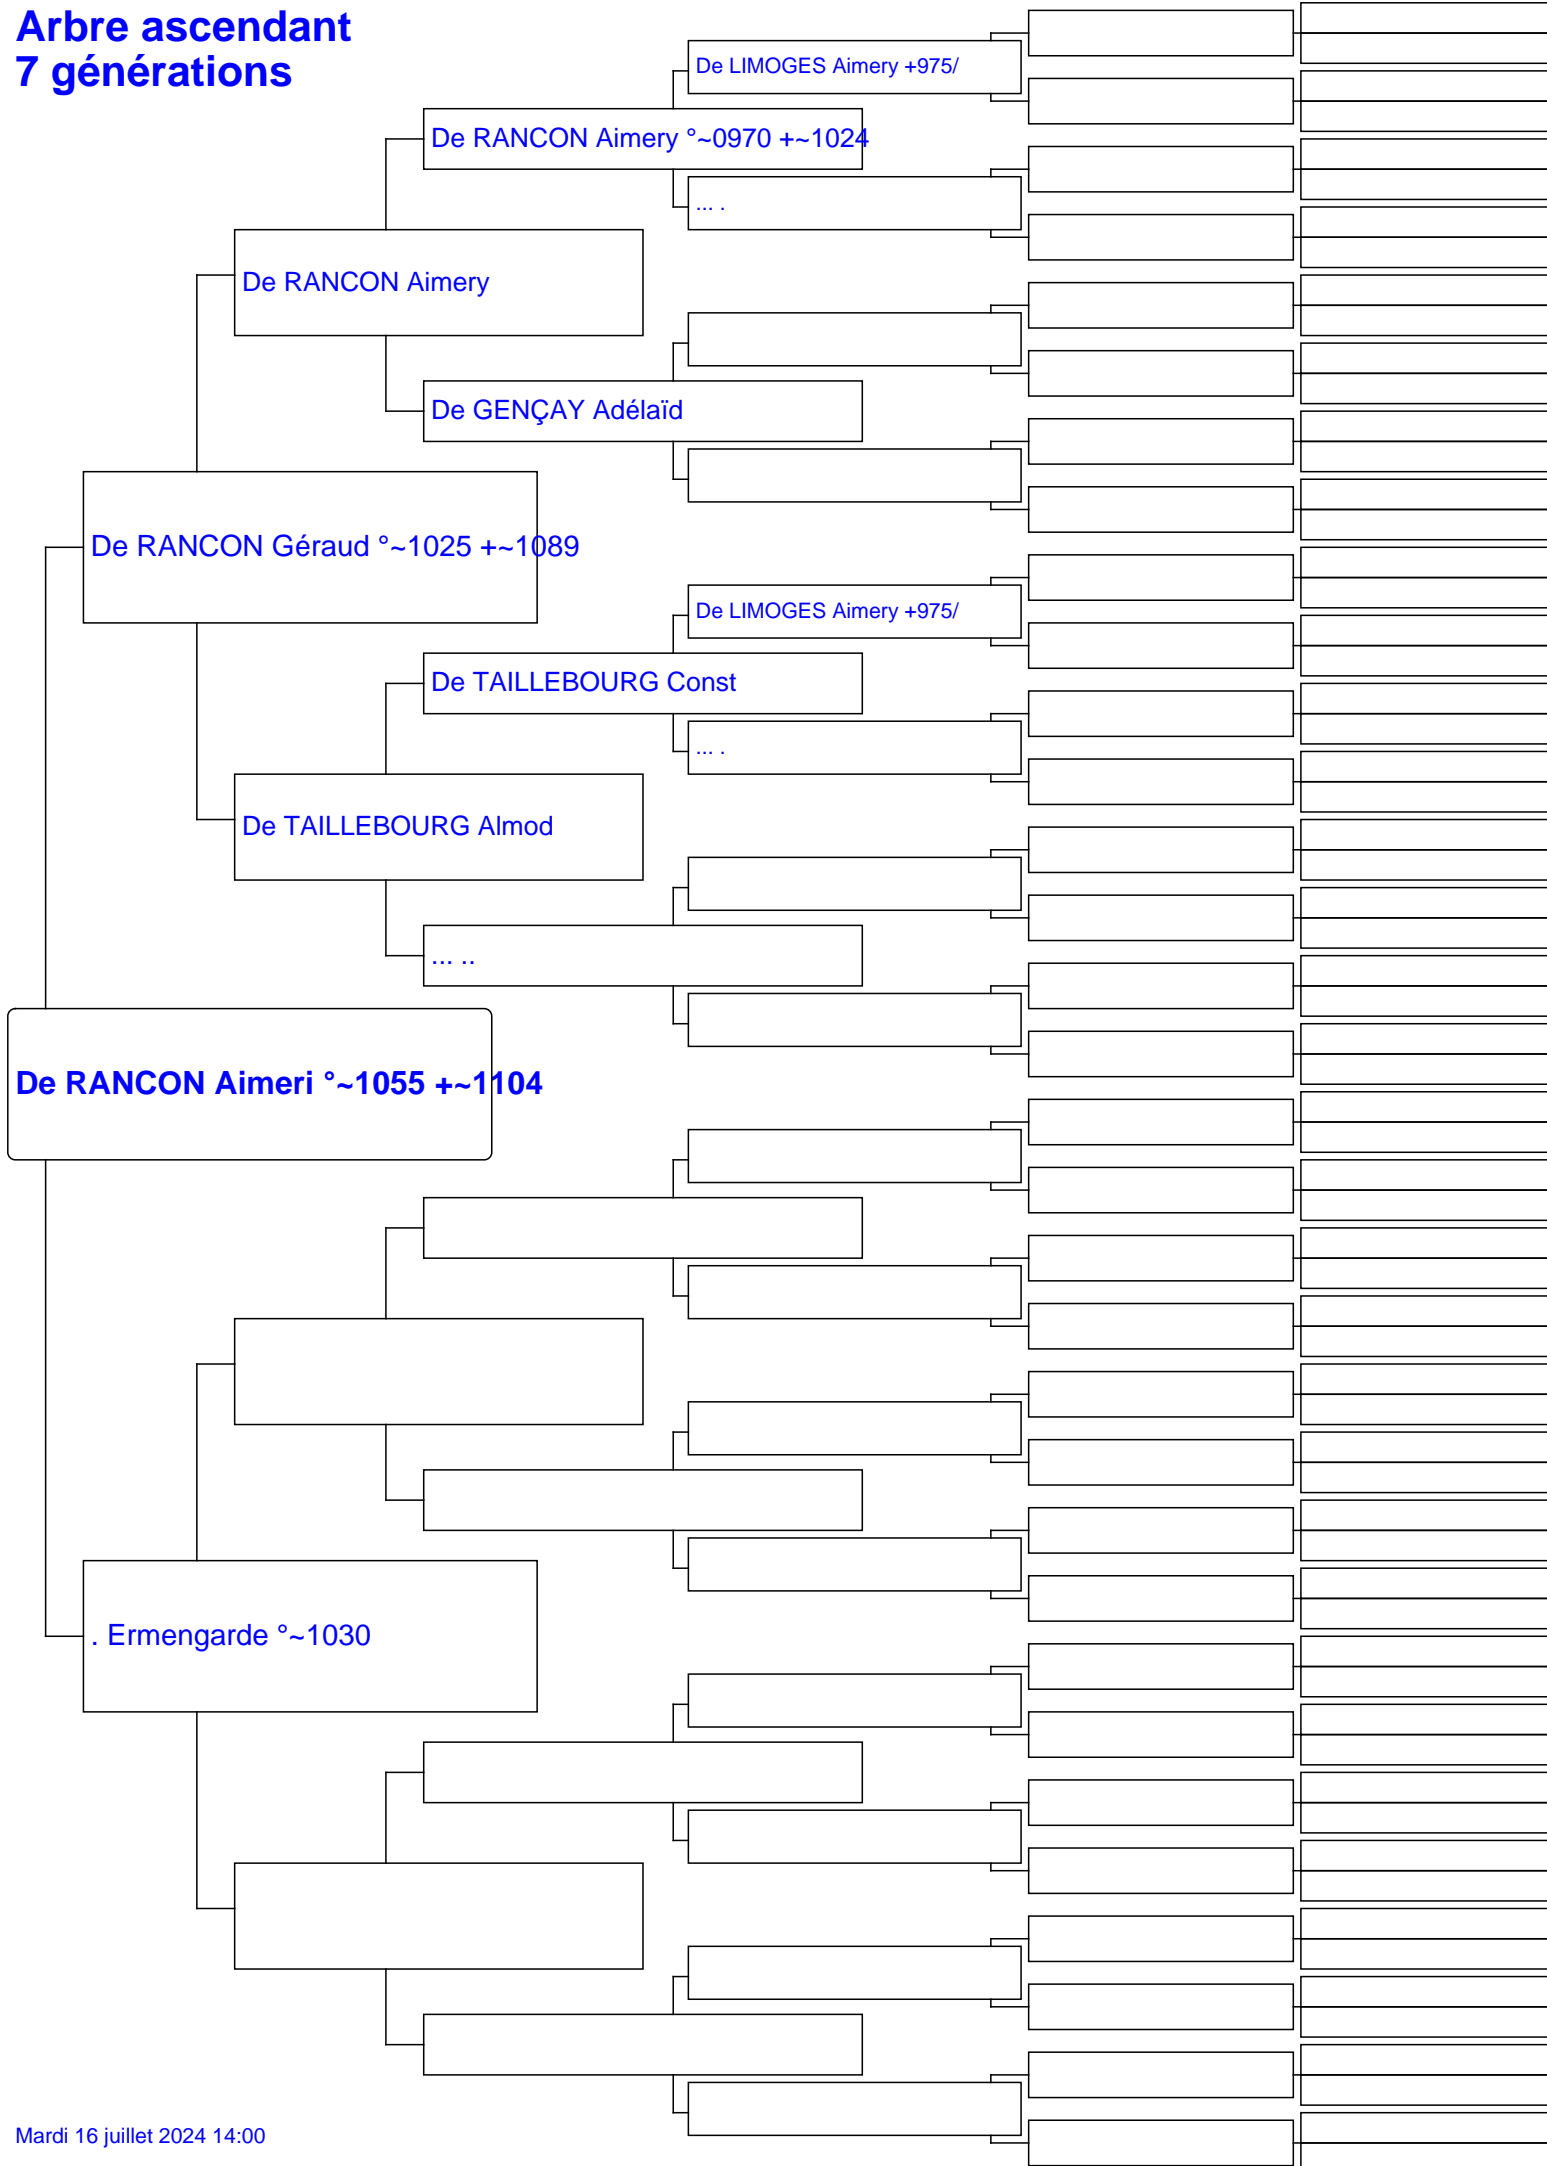 Arbre ascendant
7 générations
De LIMOGES Aimery +975/
De RANCON Aimery °~0970 +~1024
... .
De RANCON Aimery
De GENÇAY Adélaïd
De RANCON Géraud °~1025 +~1089
De LIMOGES Aimery +975/
De TAILLEBOURG Const
... .
De TAILLEBOURG Almod
... ..
De RANCON Aimeri °~1055 +~1104
. Ermengarde °~1030
Mardi 16 juillet 2024 14:00